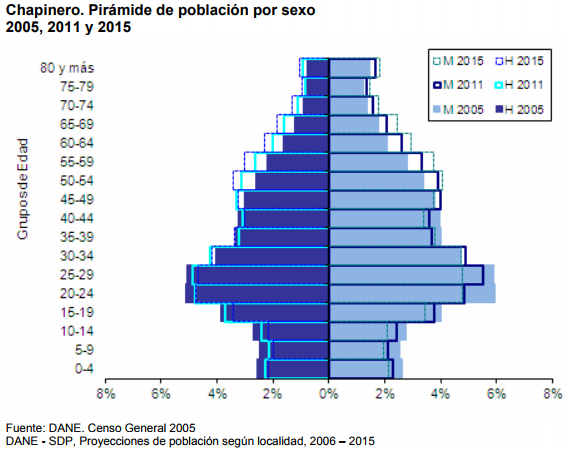 Chapinero. Pirámide de población por sexo
2005, 2011 y 2015
Grupos de Edad
80 y más
75-79
70-74
65-69
60-64
55-59
50-54
45-49
40-44
35-39
30-34
25-29
20-24
15-19
10-14
5-9
0-4
M 2015 H 2015
M 2011 H 2011
M 2005 H 2005
8% 6% 4% 2% 0% 2% 4% 6% 8%
Fuente: DANE. Censo General 2005
DANE - SDP, Proyecciones de población según localidad, 2006 – 2015